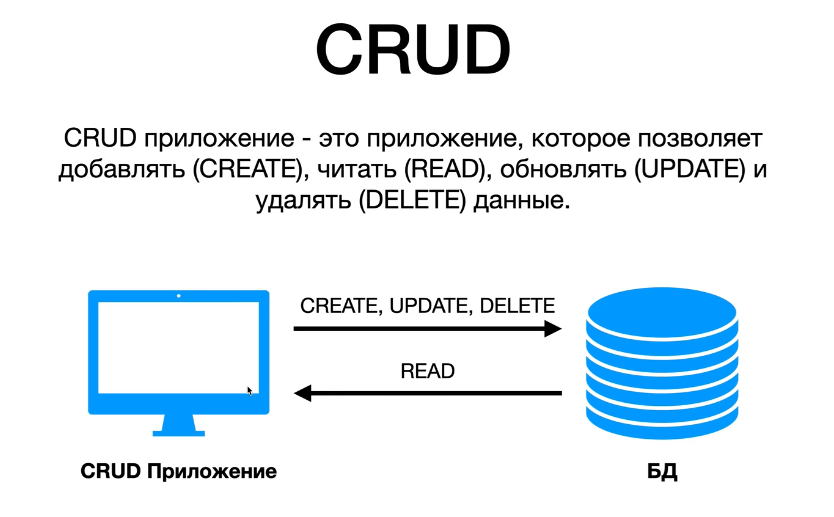 CRUD
CRUD приложение - это приложение, которое позволяет
добавлять (CREATE), читать (READ), обновлять (UPDATE) и
удалять (DELETE) данные.
CREATE, UPDATE, DELETE
READ
CRUD Приложение
БД